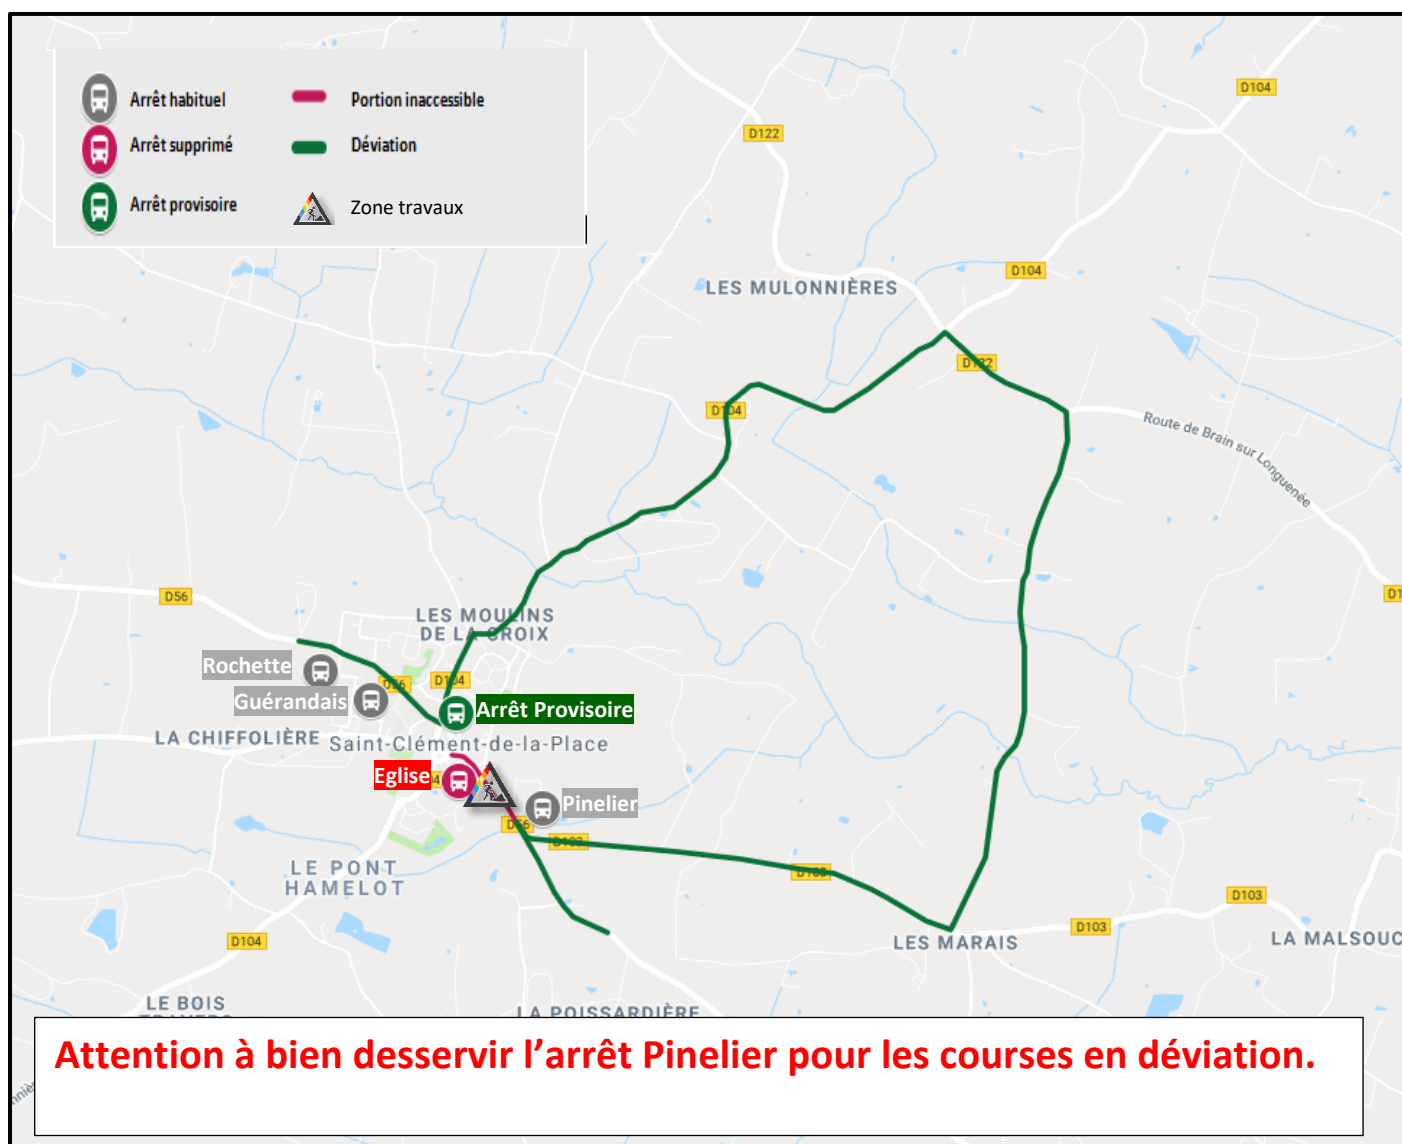 Arrêt habituel
Portion inaccessible
Arrêt supprimé
Déviation
Arrêt provisoire
Zone travaux
D104
D122
D104
LES MULONNIÈRES
D122
D104
Route de Brain sur Longuenée
D56
LES MOULINS
DE LA CROIX
Rochette
D56
D104
Guérandais
Arrêt Provisoire
LA CHIFFOLIÈRE
Saint-Clément-de-la-Place
Eglise
Pinelier
D56
D103
LE PONT
HAMELOT
D103
D103
D103
D104
LES MARAIS
LA MALSOUC
LE BOIS
LA POISSARDIÈRE
Attention à bien desservir l’arrêt Pinelier pour les courses en déviation.